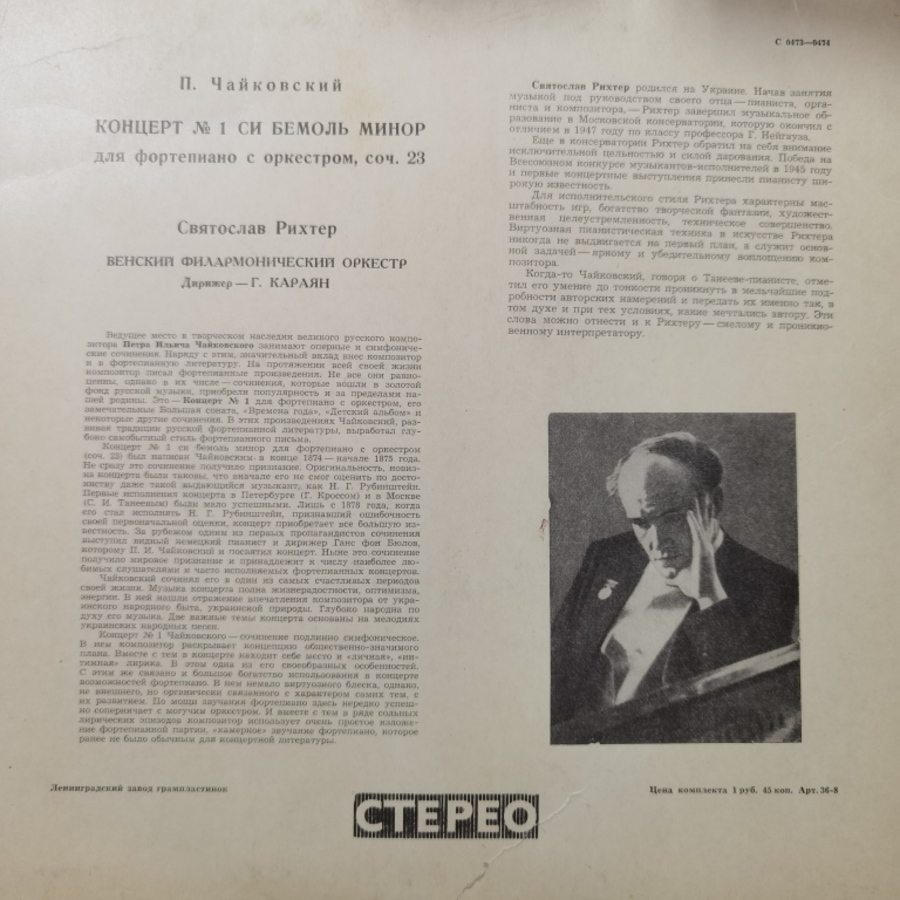 С 0473—0474
П. Чайковский
КОНЦЕРТ № 1 СИ БЕМОЛЬ МИНОР
для фортепиано с оркестром, соч. 23
Святослав Рихтер
ВЕНСКИЙ ФИЛАРМОНИЧЕСКИЙ ОРКЕСТР
Дирижер — Г. КАРАЯН
Ведущее место в творческом наследии великого русского компо-
зитора Петра Ильича Чайковского занимают оперные и симфониче-
ские сочинения. Наряду с этим, значительный вклад внес композитор
и в фортепианную литературу. На протяжении всей своей жизни
композитор писал фортепианные произведения. Не все они равно-
ценны, однако в их числе — сочинения, которые вошли в золотой
фонд русской музыки, приобрели популярность и за пределами на-
шей родины. Это — Концерт № 1 для фортепиано с оркестром, его
замечательные Большая соната, «Времена года», «Детский альбом» и
некоторые другие сочинения. В этих произведениях Чайковский, раз-
вивая традиции русской фортепианной литературы, выработал глу-
боко самобытный стиль фортепианного письма.
Концерт № 1 си бемоль минор для фортепиано с оркестром
(соч. 23) был написан Чайковским в конце 1874 — начале 1875 года.
Не сразу это сочинение получило признание. Оригинальность, новиз-
на концерта были таковы, что вначале его не смог оценить по досто-
инству даже такой выдающийся музыкант, как Н. Г. Рубинштейн.
Первые исполнения концерта в Петербурге (Г. Кроссом) и в Москве
(С. И. Танеевым) были мало успешными. Лишь с 1878 года, когда
его стал исполнять Н. Г. Рубинштейн, признавший ошибочность
своей первоначальной оценки, концерт приобретает все большую из-
вестность. За рубежом одним из первых пропагандистов сочинения
выступил видный немецкий пианист и дирижер Ганс фон Бюлов,
которому П. И. Чайковский и посвятил концерт. Ныне это сочинение
получило мировое признание и принадлежит к числу наиболее лю-
бимых слушателями и часто исполняемых фортепианных концертов.
Чайковский сочинял его в один из самых счастливых периодов
своей жизни. Музыка концерта полна жизнерадостности, оптимизма,
энергии. В ней нашли отражение впечатления композитора от укра-
инского народного быта, украинской природы. Глубоко народна по
духу его музыка. Две важные темы концерта основаны на мелодиях
украинских народных песен.
Концерт № 1 Чайковского — сочинение подлинно симфоническое.
В нем композитор раскрывает концепцию общественно-значимого
плана. Вместе с тем в концерте находит себе место и «личная», «ин-
тимная» лирика. В этом одна из его своеобразных особенностей.
С этим же связано и большое богатство использования в концерте
возможностей фортепиано. В нем немало виртуозного блеска, однако,
не внешнего, но органически связанного с характером самих тем, с
их развитием. По мощи звучания фортепиано здесь нередко успеш-
но соперничает с могучим оркестром. И вместе с тем в ряде сольных
лирических эпизодов композитор использует очень простое изложе-
ние фортепианной партии, «камерное» звучание фортепиано, которое
ранее не было обычным для концертной литературы.
Святослав Рихтер родился на Украине. Начав занятия
музыкой под руководством своего отца — пианиста, орга-
ниста и композитора, — Рихтер завершил музыкальное об-
разование в Московской консерватории, которую окончил с
отличием в 1947 году по классу профессора Г. Нейгауза.
Еще в консерватории Рихтер обратил на себя внимание
исключительной цельностью и силой дарования. Победа на
Всесоюзном конкурсе музыкантов-исполнителей в 1945 году
и первые концертные выступления принесли пианисту ши-
рокую известность.
Для исполнительского стиля Рихтера характерны мас-
штабность игр, богатство творческой фантазии, художест-
венная целеустремленность, техническое совершенство.
Виртуозная пианистическая техника в искусстве Рихтера
никогда не выдвигается на первый план, а служит основ-
ной задачей — яркому и убедительному воплощению ком-
позитора.
Когда-то Чайковский, говоря о Танееве-пианисте, отме-
тил его умение до тонкости проникнуть в мельчайшие под-
робности авторских намерений и передать их именно так, в
том духе и при тех условиях, какие мечтались автору. Эти
слова можно отнести и к Рихтеру — смелому и проникно-
венному интерпретатору.
Ленинградский завод грампластинок
СТЕРЕО
Цена комплекта 1 руб. 45 коп. Арт. 36-8